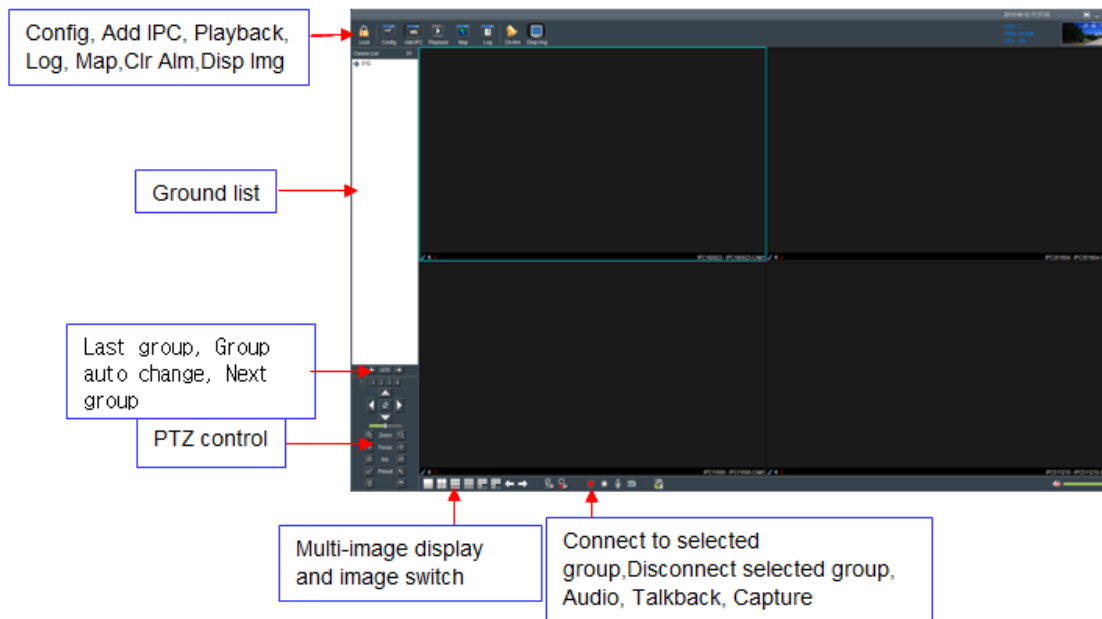 Config, Add IPC, Playback,
Log, Map,Clr Alm,Disp Img
Lock Config Add IPC Playback Map Log Clr Alm Disp Img
Device List
Ground list
Last group, Group
auto change, Next
group
PTZ control
Zoom
Focus
Iris
Preset
Multi-image display
and image switch
Connect to selected
group,Disconnect selected group,
Audio, Talkback, Capture